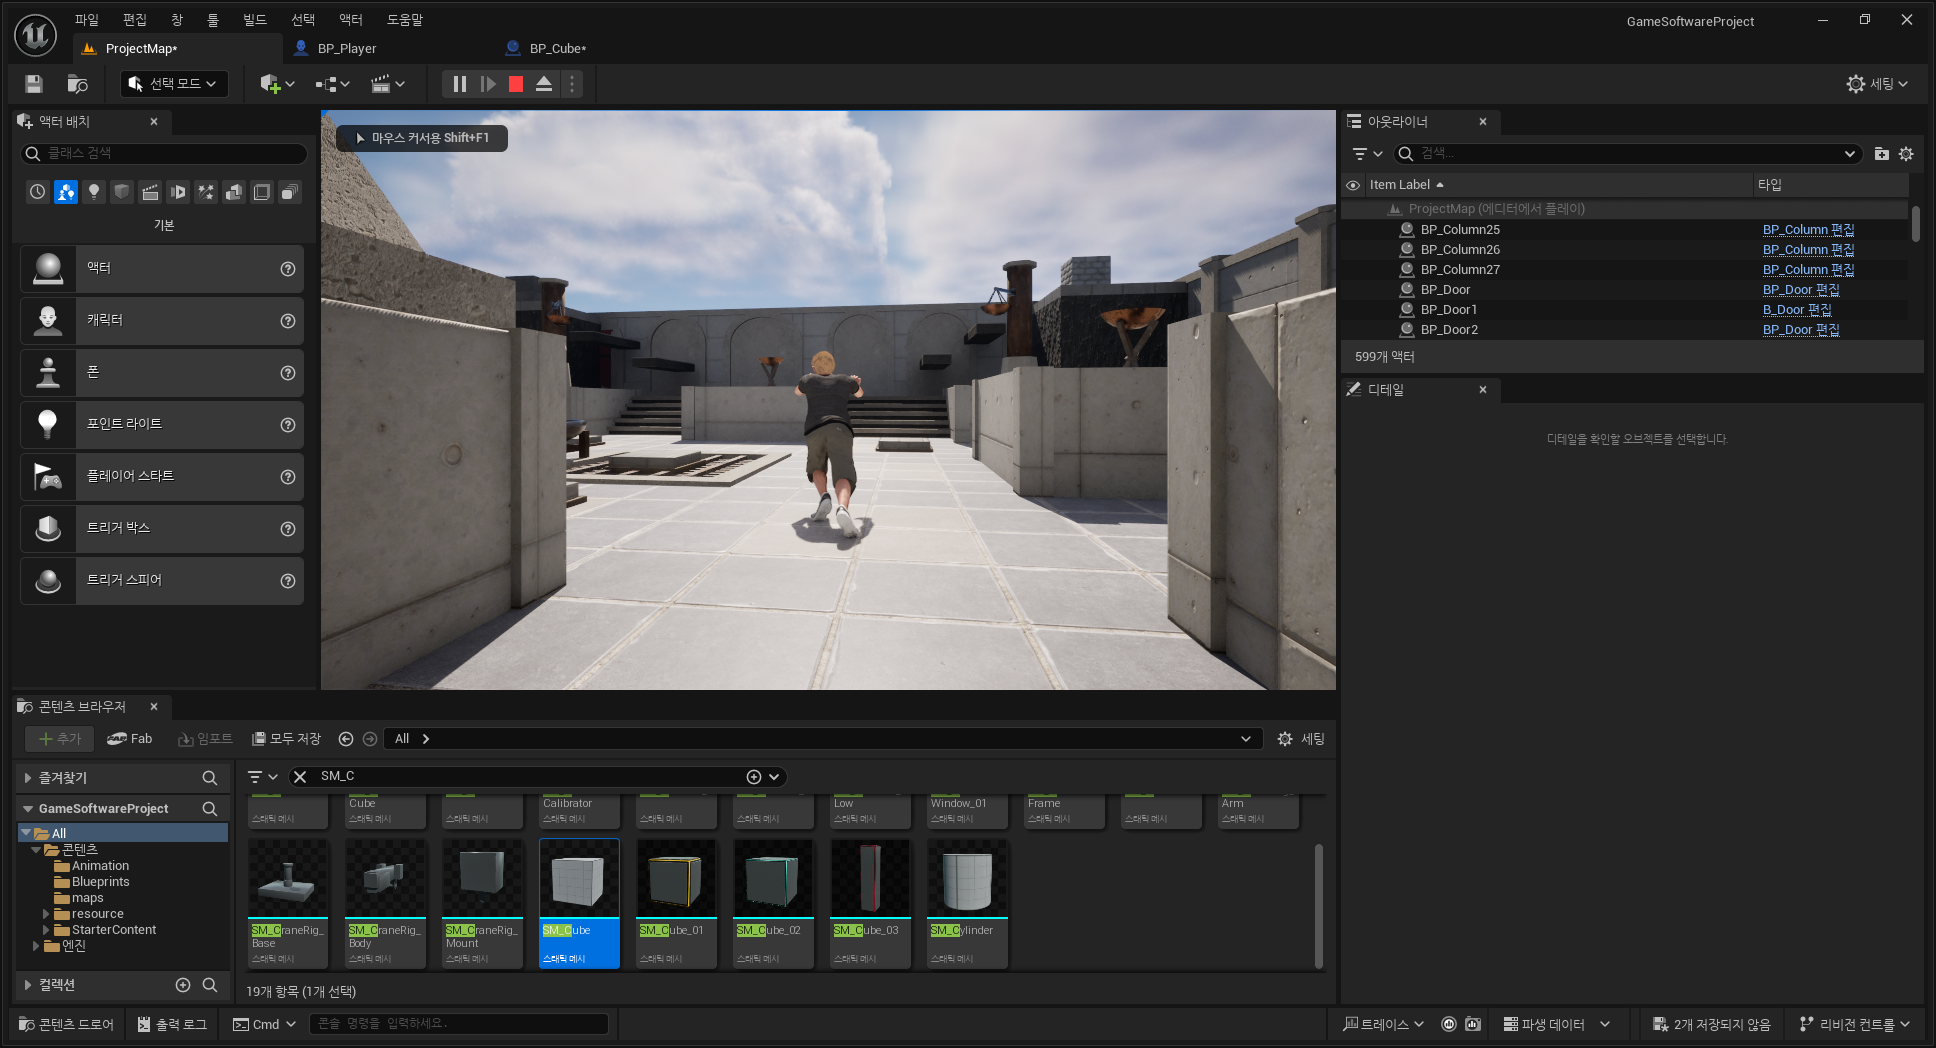 파일 편집 창 툴 빌드 선택 액터 도움말
GameSoftwareProject
ProjectMap*
BP_Player
BP_Cube*
선택 모드
세팅
액터 배치
클래스 검색
기본
액터
캐릭터
폰
포인트 라이트
플레이어 스타트
트리거 박스
트리거 스피어
마우스 커서용 Shift+F1
아웃라이너
검색...
Item Label
타입
ProjectMap (에디터에서 플레이)
BP_Column25 BP_Column 편집
BP_Column26 BP_Column 편집
BP_Column27 BP_Column 편집
BP_Door BP_Door 편집
BP_Door1 B_Door 편집
BP_Door2 BP_Door 편집
599개 액터
디테일
디테일을 확인할 오브젝트를 선택합니다.
콘텐츠 브라우저
추가
Fab
임포트
모두 저장
All
세팅
즐겨찾기
GameSoftwareProject
All
콘텐츠
Animation
Blueprints
maps
resource
StarterContent
엔진
컬렉션
SM_C
Cube Calibrator Low Window_01 Frame Arm
스태틱 메시 스태틱 메시 스태틱 메시 스태틱 메시 스태틱 메시 스태틱 메시 스태틱 메시 스태틱 메시 스태틱 메시 스태틱 메시 스태틱 메시
SM_CraneRig_ SM_CraneRig_ SM_CraneRig_ SM_Cube SM_Cube_01 SM_Cube_02 SM_Cube_03 SM_Cylinder
Base Body Mount
스태틱 메시 스태틱 메시 스태틱 메시 스태틱 메시 스태틱 메시 스태틱 메시 스태틱 메시 스태틱 메시
19개 항목 (1개 선택)
콘텐츠 드로어
출력 로그
Cmd
콘솔 명령을 입력하세요.
트레이스
파생 데이터
2개 저장되지 않음
리비전 컨트롤